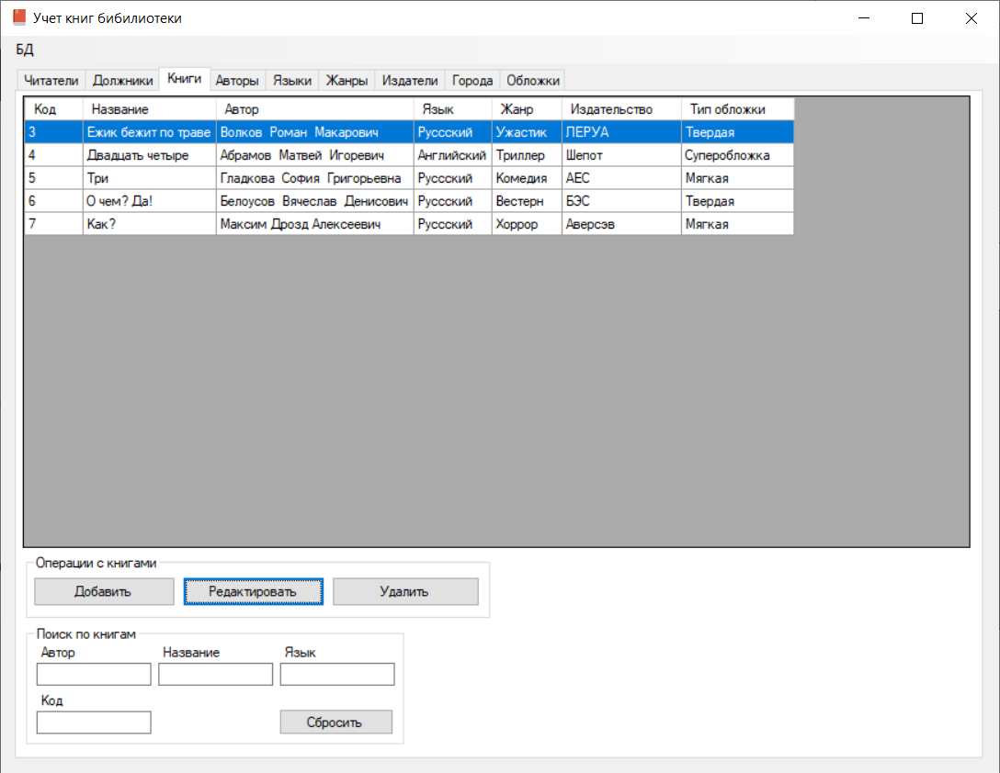 Учет книг бибилиотеки
БД
Читатели Должники Книги Авторы Языки Жанры Издатели Города Обложки
Код Название Автор Язык Жанр Издательство Тип обложки
3 Ежик бежит по траве Волков Роман Макарович Руссский Ужастик ЛЕРУА Твердая
4 Двадцать четыре Абрамов Матвей Игоревич Английский Триллер Шепот Суперобложка
5 Три Гладкова София Григорьевна Руссский Комедия АЕС Мягкая
6 О чем? Да! Белоусов Вячеслав Денисович Руссский Вестерн БЭС Твердая
7 Как? Максим Дрозд Алексеевич Руссский Хоррор Аверсэв Мягкая
Операции с книгами
Добавить Редактировать Удалить
Поиск по книгам
Автор Название Язык
Код
Сбросить